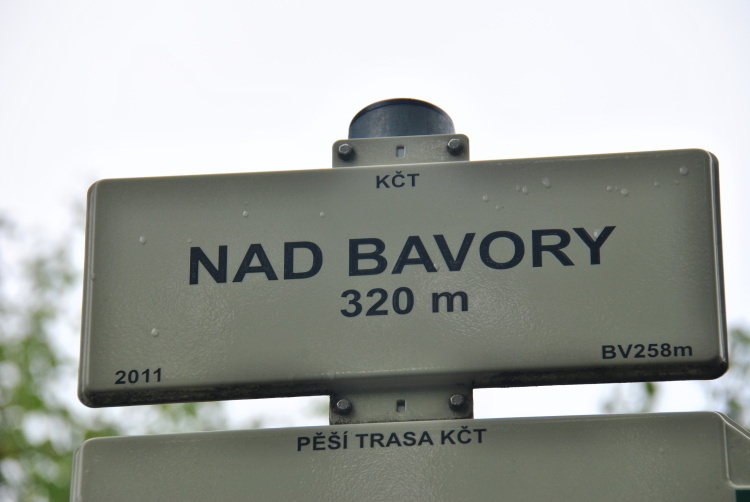 KČT
NAD BAVORY
320 m
2011
BV258m
PĚŠÍ TRASA KČT